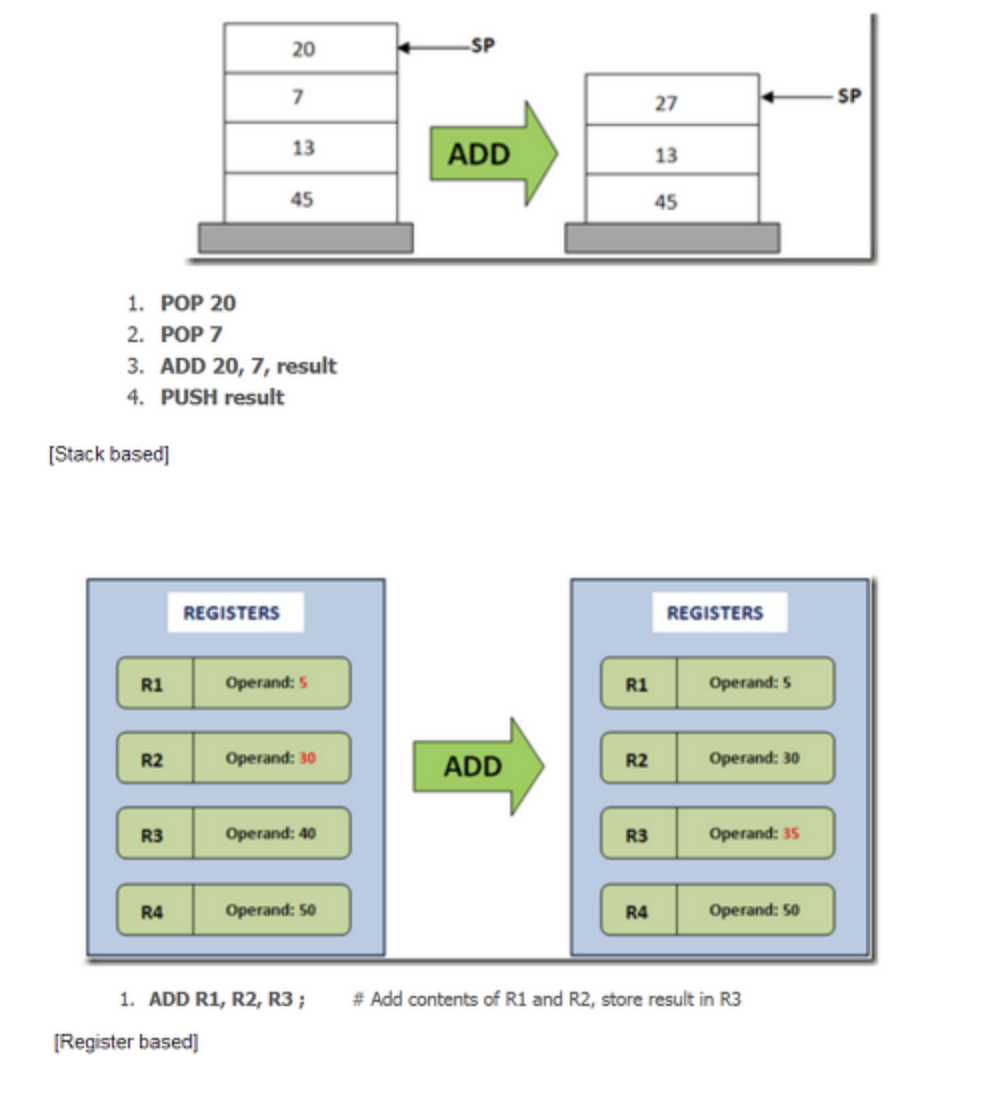 20
SP
7
13
45
ADD
27
SP
13
45
1. POP 20
2. POP 7
3. ADD 20, 7, result
4. PUSH result
[Stack based]
REGISTERS
R1 Operand: 5
R2 Operand: 30
R3 Operand: 40
R4 Operand: 50
ADD
REGISTERS
R1 Operand: 5
R2 Operand: 30
R3 Operand: 35
R4 Operand: 50
1. ADD R1, R2, R3 ; # Add contents of R1 and R2, store result in R3
[Register based]